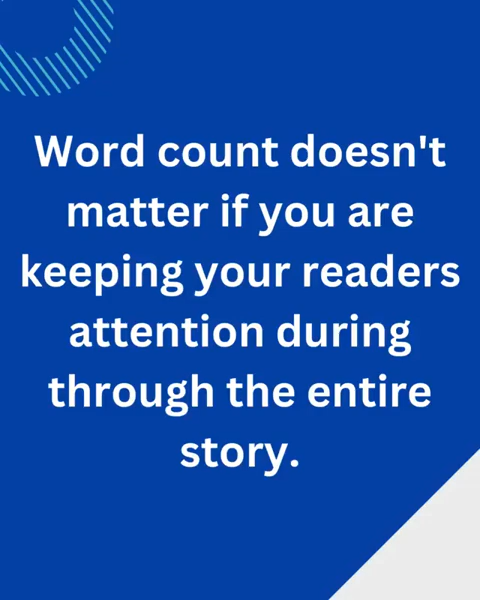 Word count doesn't
matter if you are
keeping your readers
attention during
through the entire
story.